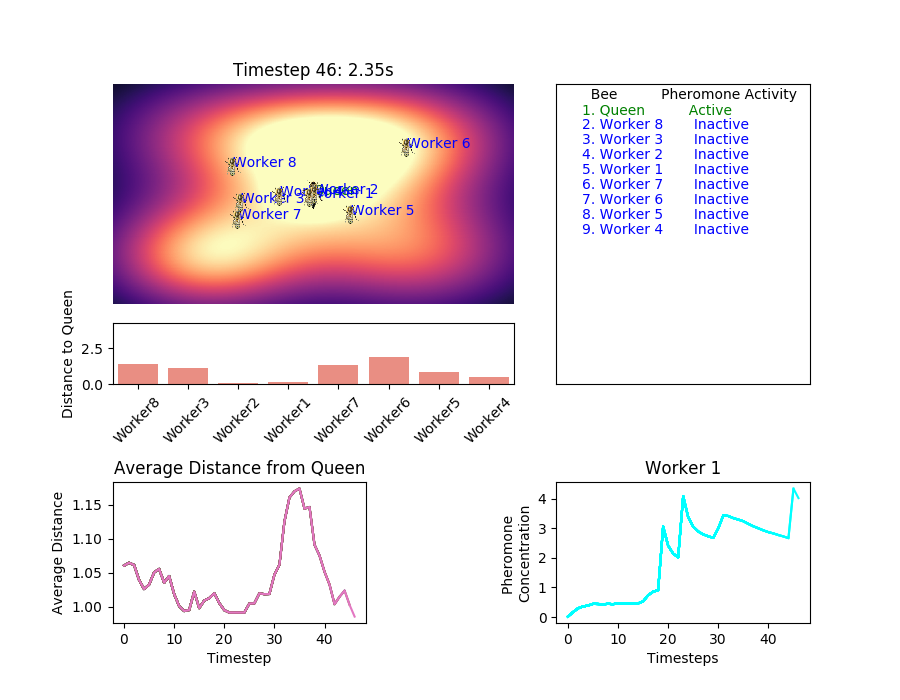 Timestep 46: 2.35s
Worker 6
Worker 8
Worker 2
Worker 1
Worker 3
Worker 5
Worker 7
Bee Pheromone Activity
1. Queen Active
2. Worker 8 Inactive
3. Worker 3 Inactive
4. Worker 2 Inactive
5. Worker 1 Inactive
6. Worker 7 Inactive
7. Worker 6 Inactive
8. Worker 5 Inactive
9. Worker 4 Inactive
Distance to Queen
2.5
0.0
Worker8 Worker3 Worker2 Worker1 Worker7 Worker6 Worker5 Worker4
Average Distance from Queen
Average Distance
1.15
1.10
1.05
1.00
0 20 40
Timestep
Worker 1
Pheromone
Concentration
4
3
2
1
0
0 10 20 30 40
Timesteps